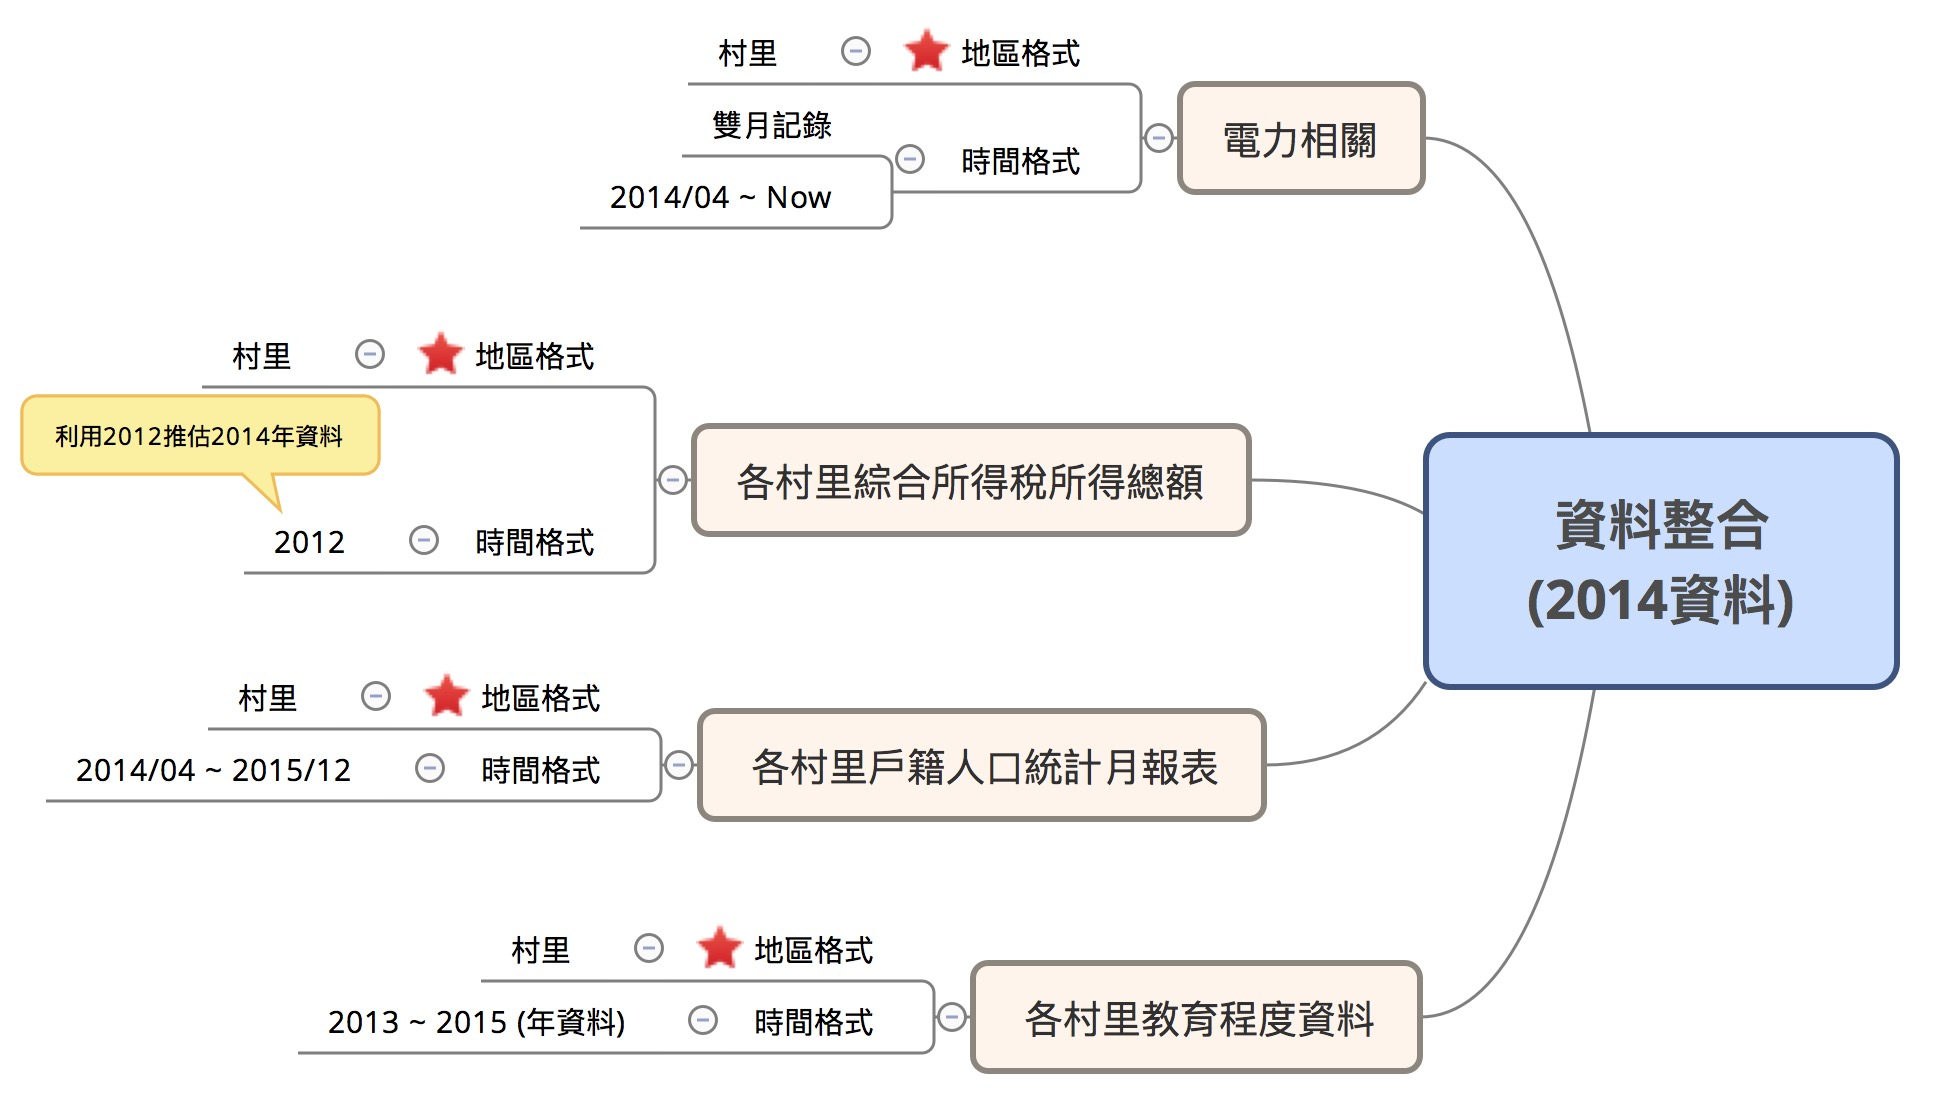 資料整合
(2014資料)
電力相關
地區格式
村里
時間格式
雙月記錄
2014/04 ~ Now
各村里綜合所得稅所得總額
地區格式
村里
時間格式
2012
利用2012推估2014年資料
各村里戶籍人口統計月報表
地區格式
村里
時間格式
2014/04 ~ 2015/12
各村里教育程度資料
地區格式
村里
時間格式
2013 ~ 2015 (年資料)